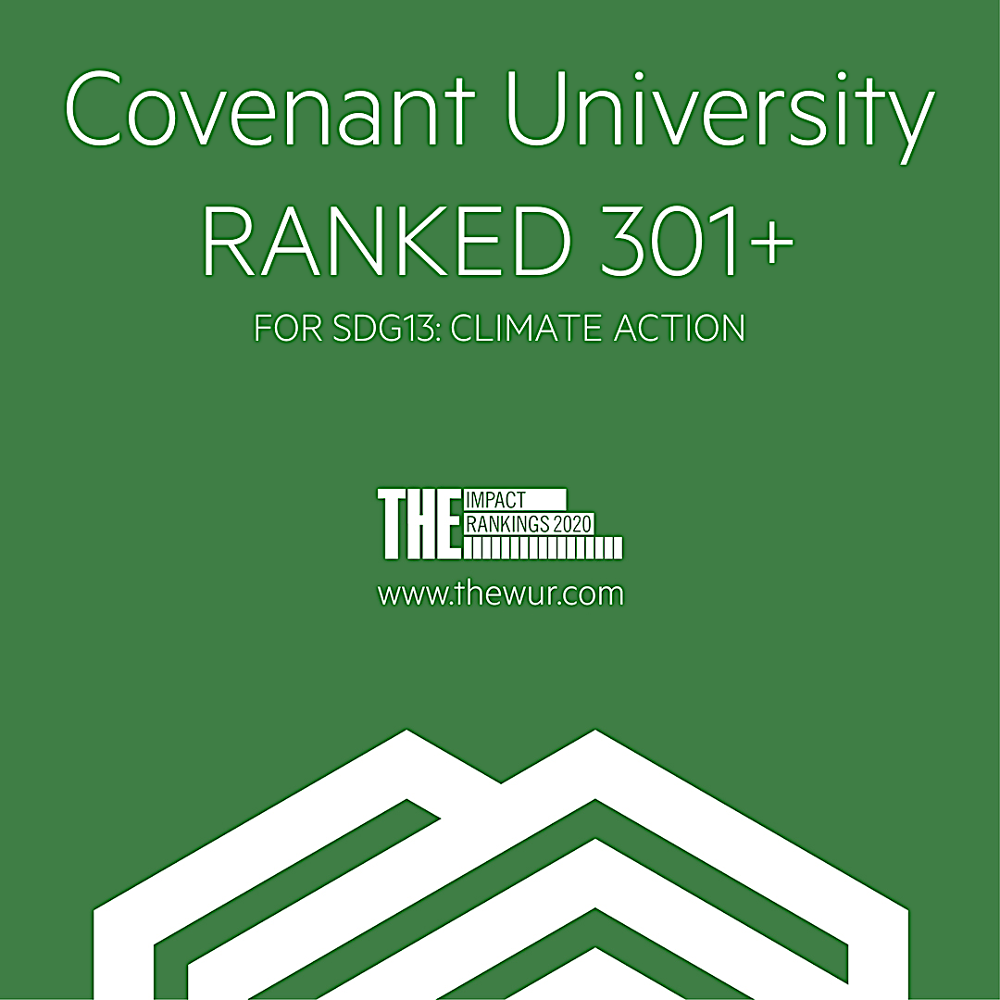 Covenant University
RANKED 301+
FOR SDG13: CLIMATE ACTION
THE IMPACT
RANKINGS 2020
www.thewur.com